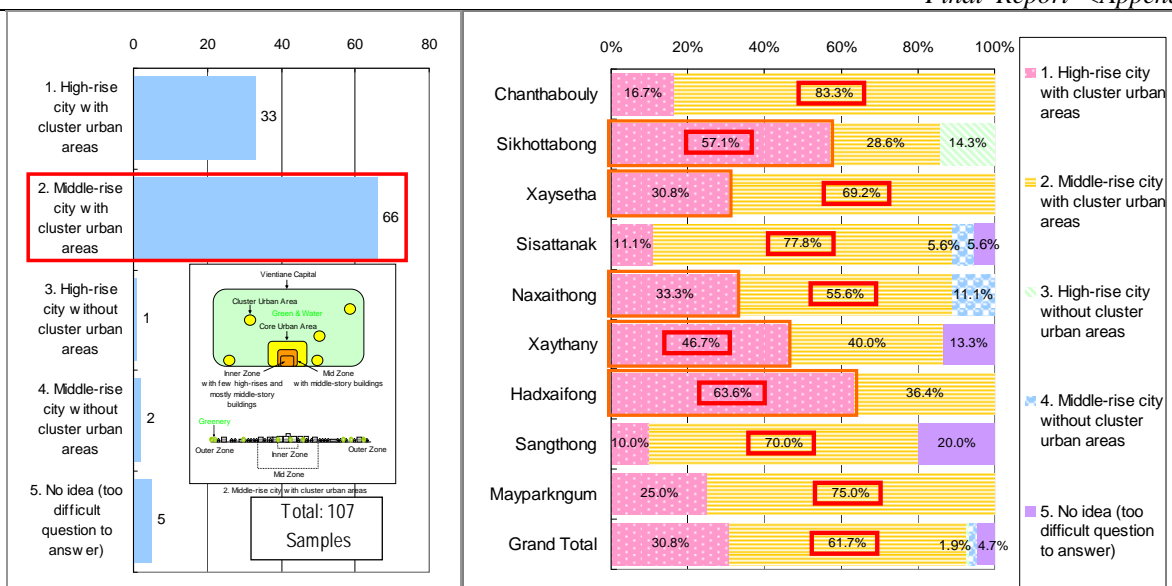 Final Report <Appen
0 20 40 60 80
1. High-rise
city with
cluster urban
areas
33
2. Middle-rise
city with
cluster urban
areas
66
3. High-rise
city without
cluster urban
areas
1
4. Middle-rise
city without
cluster urban
areas
2
5. No idea (too
difficult
question to
answer)
5
Vientiane Capital
Cluster Urban Area
Green & Water
Core Urban Area
Inner Zone
with few high-rises and
mostly middle-story
buildings
Mid Zone
with middle-story buildings
Greenery
Outer Zone
Inner Zone
Outer Zone
Mid Zone
2. Middle-rise city with cluster urban areas
Total: 107
Samples
0% 20% 40% 60% 80% 100%
Chanthabouly 16.7% 83.3%
Sikhottabong 57.1% 28.6% 14.3%
Xaysetha 30.8% 69.2%
Sisattanak 11.1% 77.8% 5.6% 5.6%
Naxaithong 33.3% 55.6% 11.1%
Xaythany 46.7% 40.0% 13.3%
Hadxaifong 63.6% 36.4%
Sangthong 10.0% 70.0% 20.0%
Mayparkngum 25.0% 75.0%
Grand Total 30.8% 61.7% 1.9% 4.7%
1. High-rise city
with cluster urban
areas
2. Middle-rise city
with cluster urban
areas
3. High-rise city
without cluster
urban areas
4. Middle-rise city
without cluster
urban areas
5. No idea (too
difficult question
to answer)